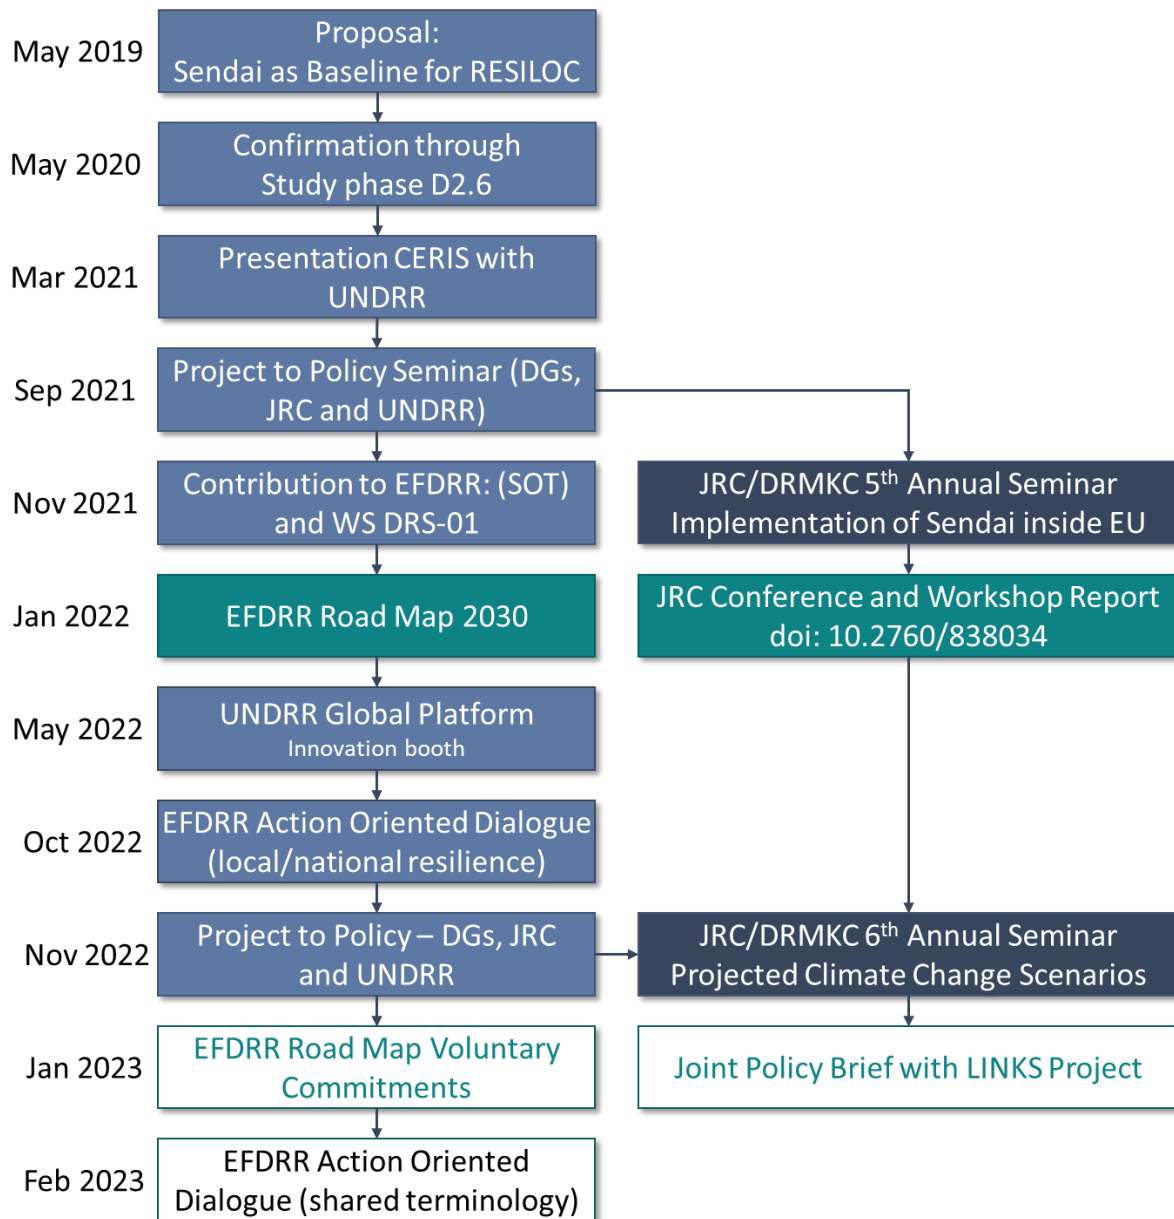 May 2019
Proposal:
Sendai as Baseline for RESILOC
May 2020
Confirmation through
Study phase D2.6
Mar 2021
Presentation CERIS with
UNDRR
Sep 2021
Project to Policy Seminar (DGs,
JRC and UNDRR)
Nov 2021
Contribution to EFDRR: (SOT)
and WS DRS-01
JRC/DRMKC 5th Annual Seminar
Implementation of Sendai inside EU
Jan 2022
EFDRR Road Map 2030
JRC Conference and Workshop Report
doi: 10.2760/838034
May 2022
UNDRR Global Platform
Innovation booth
Oct 2022
EFDRR Action Oriented Dialogue
(local/national resilience)
Nov 2022
Project to Policy – DGs, JRC
and UNDRR
JRC/DRMKC 6th Annual Seminar
Projected Climate Change Scenarios
Jan 2023
EFDRR Road Map Voluntary
Commitments
Joint Policy Brief with LINKS Project
Feb 2023
EFDRR Action Oriented
Dialogue (shared terminology)